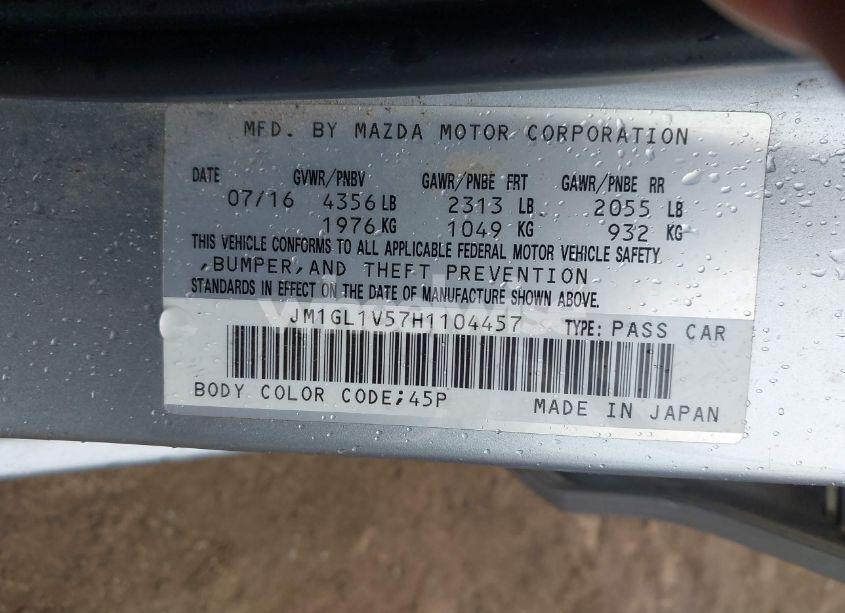 MFD. BY MAZDA MOTOR CORPORATION
DATE GVWR/PNBV GAWR/PNBE FRT GAWR/PNBE RR
07/16 4356 LB 2313 LB 2055 LB
1976 KG 1049 KG 932 KG
THIS VEHICLE CONFORMS TO ALL APPLICABLE FEDERAL MOTOR VEHICLE SAFETY
,BUMPER,AND THEFT PREVENTION
STANDARDS IN EFFECT ON THE DATE OF MANUFACTURE SHOWN ABOVE.
JM1GL1V57H1104457 TYPE: PASS CAR
BODY COLOR CODE;45P
MADE IN JAPAN